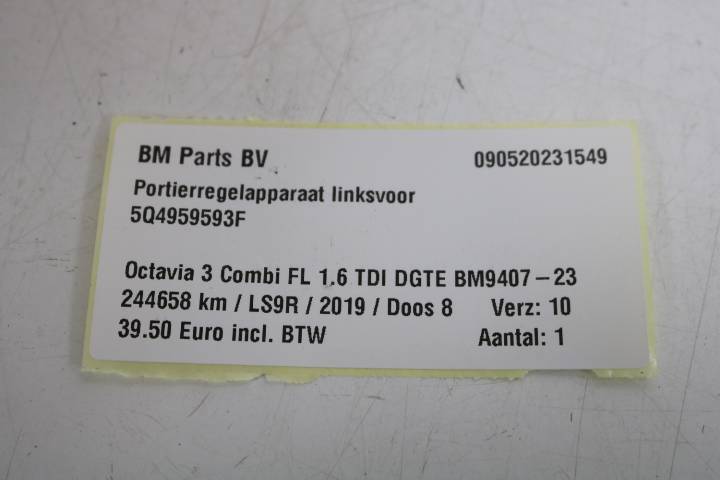 BM Parts BV 090520231549
Portierregelapparaat linksvoor
5Q4959593F
Octavia 3 Combi FL 1.6 TDI DGTE BM9407-23
244658 km / LS9R / 2019 / Doos 8 Verz: 10
39.50 Euro incl. BTW Aantal: 1